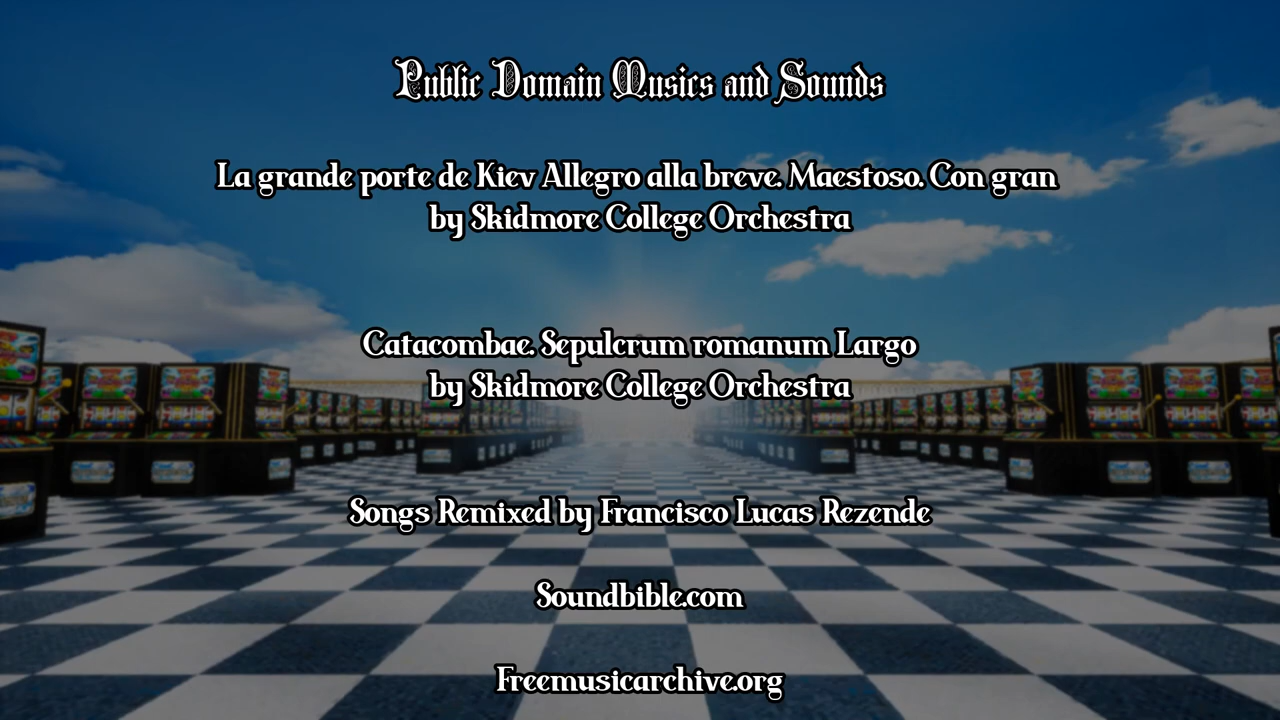 Public Domain Musics and Sounds
La grande porte de Kiev Allegro alla breve. Maestoso. Con gran
by Skidmore College Orchestra
Catacombae. Sepulcrum romanum Largo
by Skidmore College Orchestra
Songs Remixed by Francisco Lucas Rezende
Soundbible.com
Freemusicarchive.org